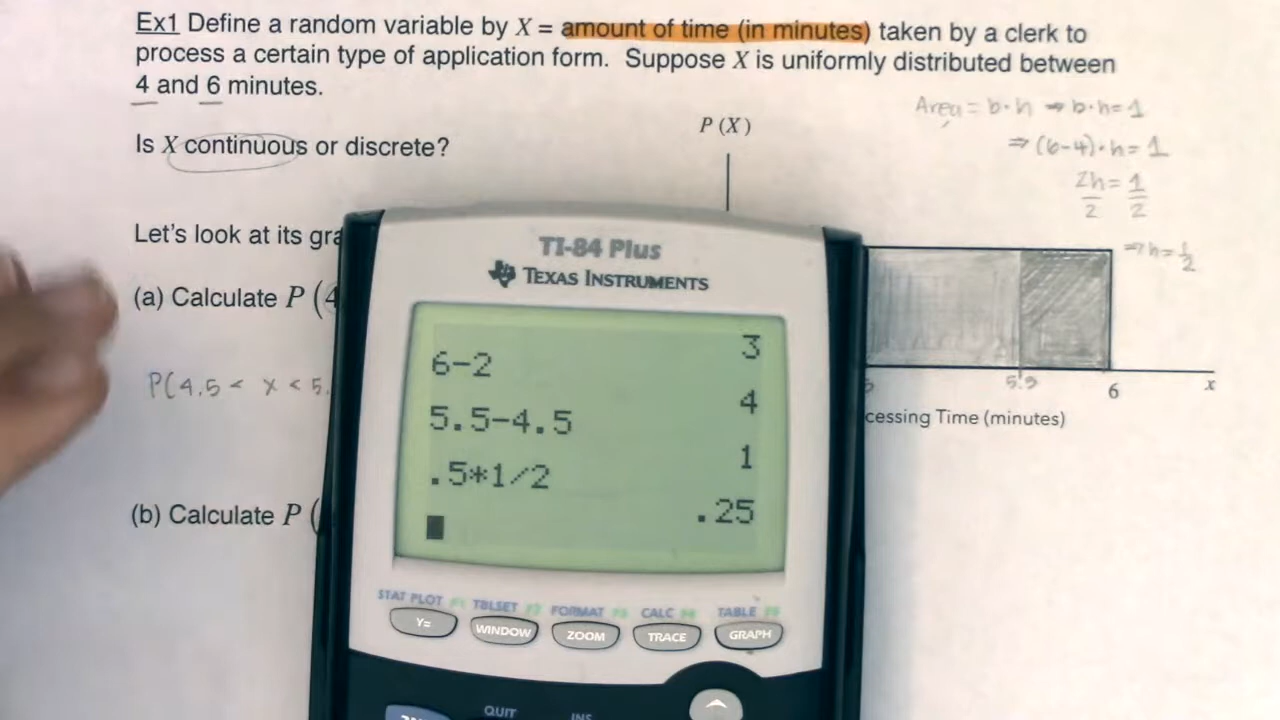 Ex1 Define a random variable by X = amount of time (in minutes) taken by a clerk to
process a certain type of application form. Suppose X is uniformly distributed between
4 and 6 minutes.
Area = b·h ⇒ b·h=1
P(X)
Is X continuous or discrete?
⇒ (6-4)·h = 1
2h = 1
2 2
Let's look at its gra
⇒ h = 1/2
TI-84 Plus
TEXAS INSTRUMENTS
(a) Calculate P (4
3
6-2
4
P(4.5 < X < 5.
5.5
6
x
5.5-4.5
cessing Time (minutes)
1
.5*1/2
.25
(b) Calculate P (
STAT PLOT F1 TBLSET F2 FORMAT F3 CALC F4 TABLE F5
Y= WINDOW ZOOM TRACE GRAPH
QUIT INS